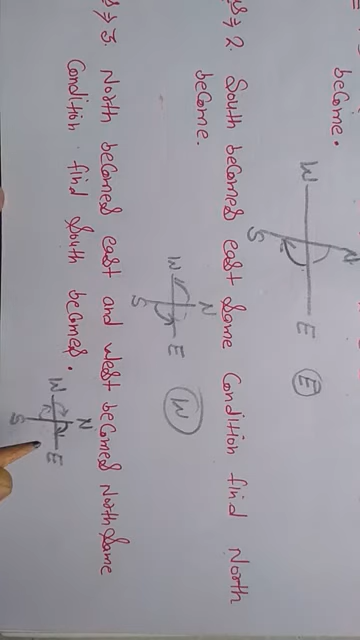 become.
W
N
S
E
E
Q.S → 2. South becomes east Same Condition find North
become.
W
N
S
E
W
→ 3. North becomes east and west becomes North Same
Condition find South becomes.
W
N
S
E